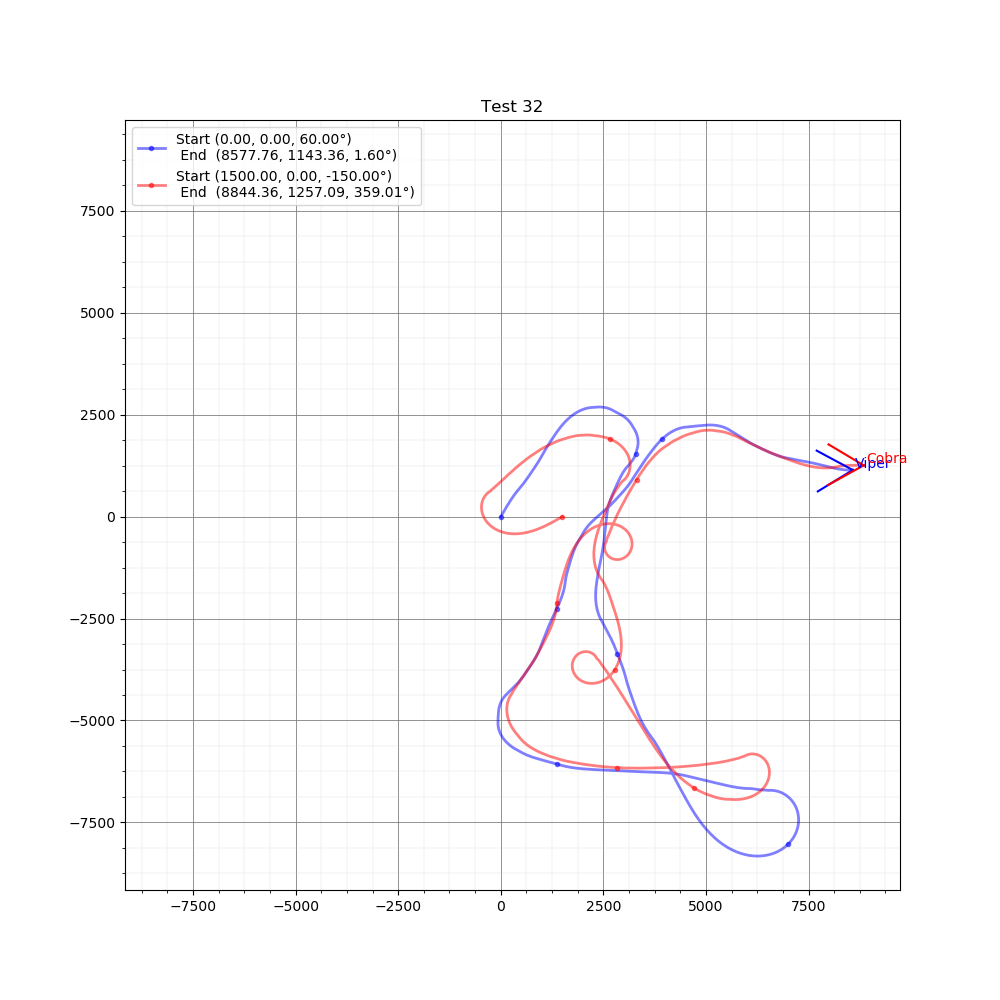 Test 32
Start (0.00, 0.00, 60.00°)
End (8577.76, 1143.36, 1.60°)
Start (1500.00, 0.00, -150.00°)
End (8844.36, 1257.09, 359.01°)
7500
5000
2500
0
−2500
−5000
−7500
Cobra
Viper
−7500 −5000 −2500 0 2500 5000 7500